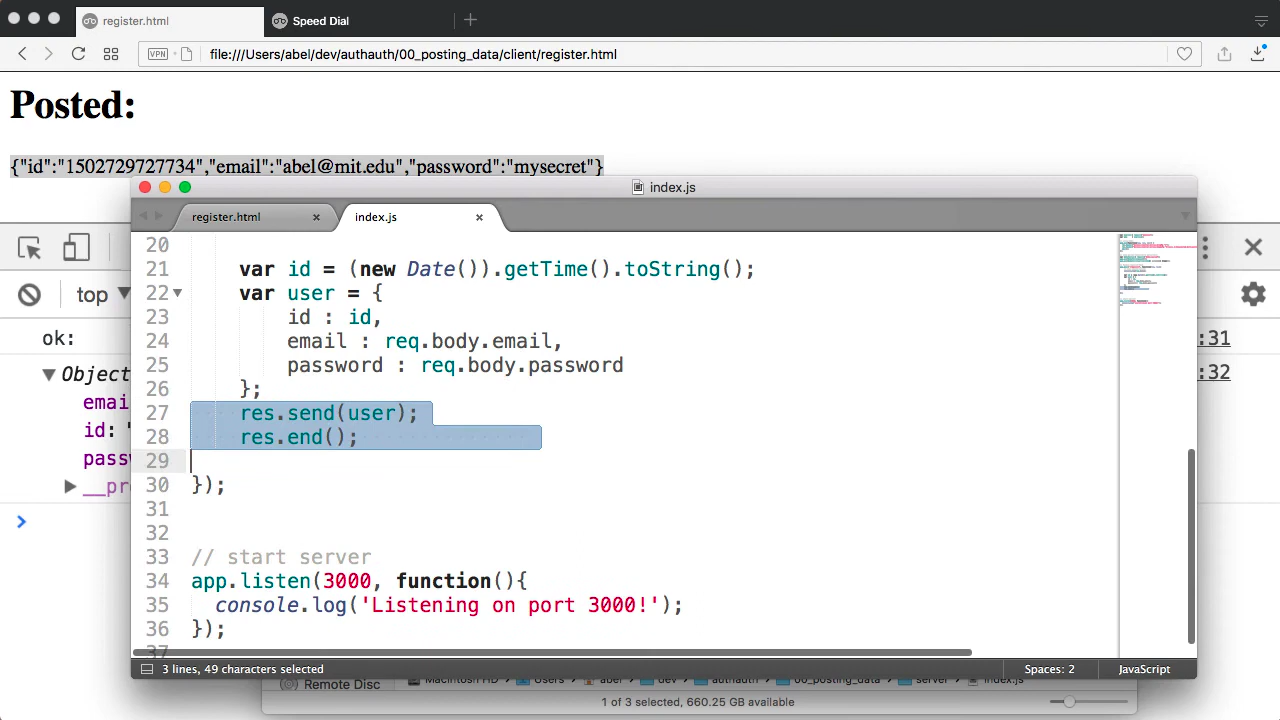 register.html
Speed Dial
VPN
file:///Users/abel/dev/authauth/00_posting_data/client/register.html
Posted:
{"id":"1502729727734","email":"abel@mit.edu","password":"mysecret"}
index.js
register.html ×
index.js ×
top
ok:
:31
Object
:32
emai
id: "
pass
__pr
20
21 var id = (new Date()).getTime().toString();
22 var user = {
23 id : id,
24 email : req.body.email,
25 password : req.body.password
26 };
27 res.send(user);
28 res.end();
29
30 });
31
32
33 // start server
34 app.listen(3000, function(){
35 console.log('Listening on port 3000!');
36 });
37
3 lines, 49 characters selected
Spaces: 2
JavaScript
Remote Disc
Macintosh HD Users abel dev authauth 00_posting_data server index.js
1 of 3 selected, 660.25 GB available